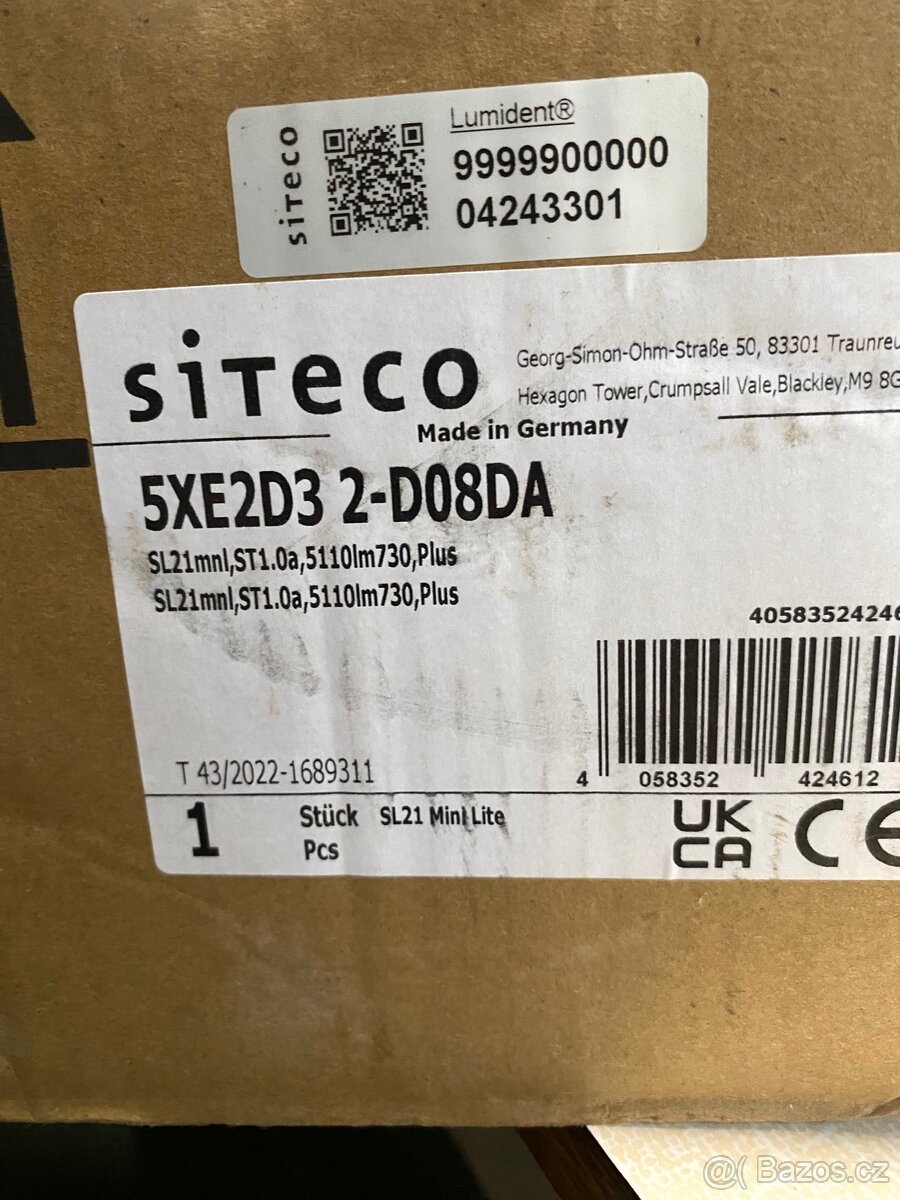 siteco
Lumident®
9999900000
04243301
siteco
Georg-Simon-Ohm-Straße 50, 83301 Traunreu
Hexagon Tower,Crumpsall Vale,Blackley,M9 8G
Made in Germany
5XE2D3 2-D08DA
SL21mnl,ST1.0a,5110lm730,Plus
SL21mnl,ST1.0a,5110lm730,Plus
40583524246
4 058352 424612
T 43/2022-1689311
1 Stück SL21 Mini Lite
Pcs
UK
CA CE
@( Bazos.cz